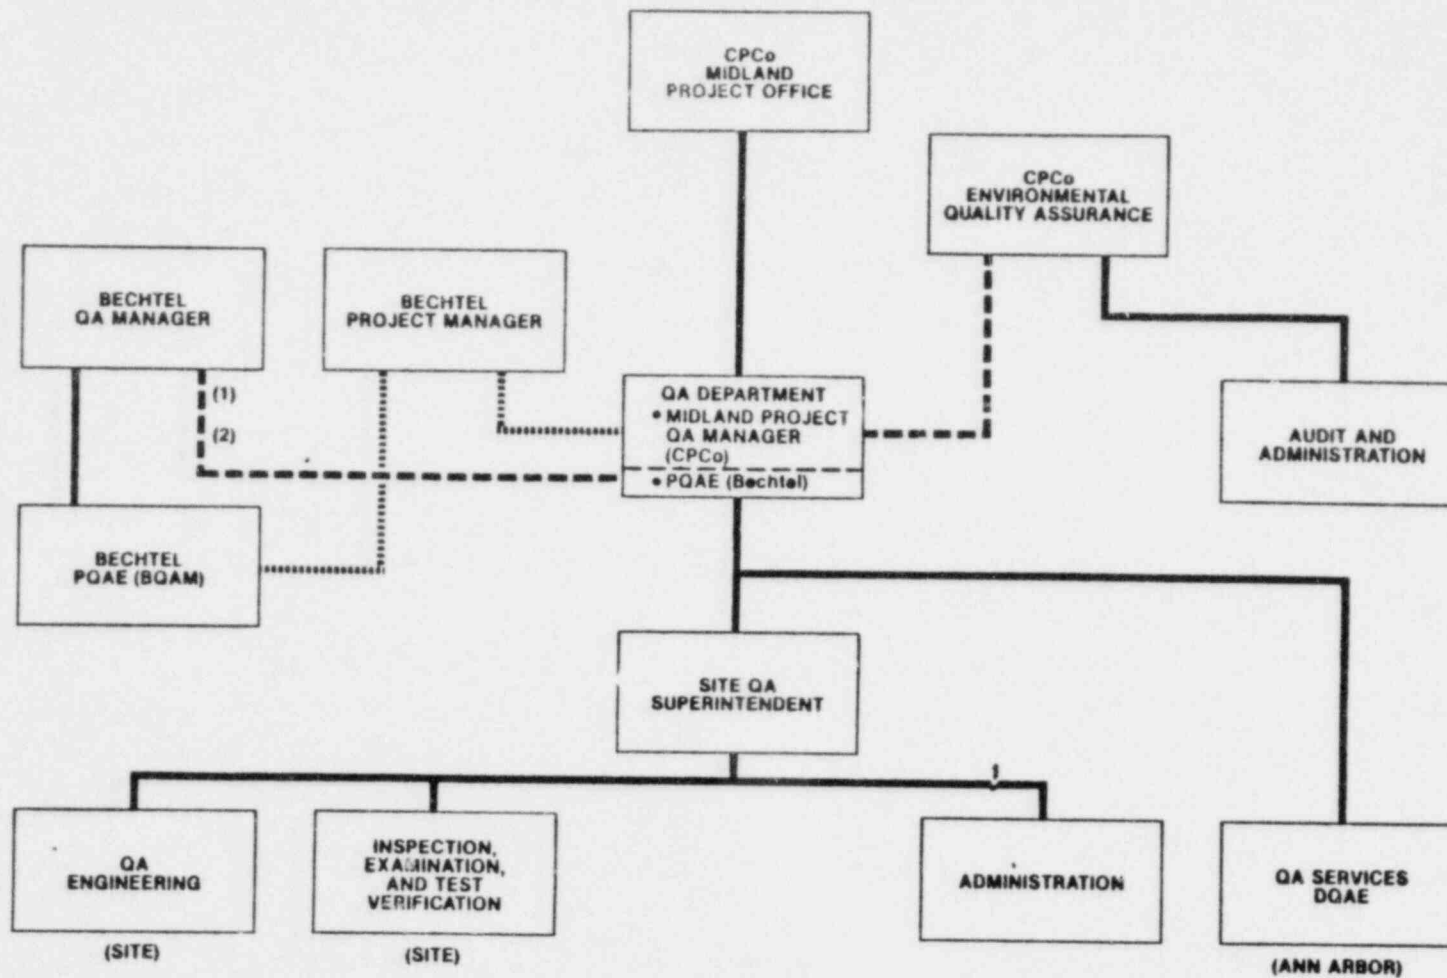 CPCo
MIDLAND
PROJECT OFFICE
CPCo
ENVIRONMENTAL
QUALITY ASSURANCE
BECHTEL
QA MANAGER
BECHTEL
PROJECT MANAGER
(1)
(2)
QA DEPARTMENT
• MIDLAND PROJECT
QA MANAGER
(CPCo)
• PQAE (Bechtel)
AUDIT AND
ADMINISTRATION
BECHTEL
PQAE (BQAM)
SITE QA
SUPERINTENDENT
QA
ENGINEERING
(SITE)
INSPECTION,
EXAMINATION,
AND TEST
VERIFICATION
(SITE)
ADMINISTRATION
QA SERVICES
DQAE
(ANN ARBOR)